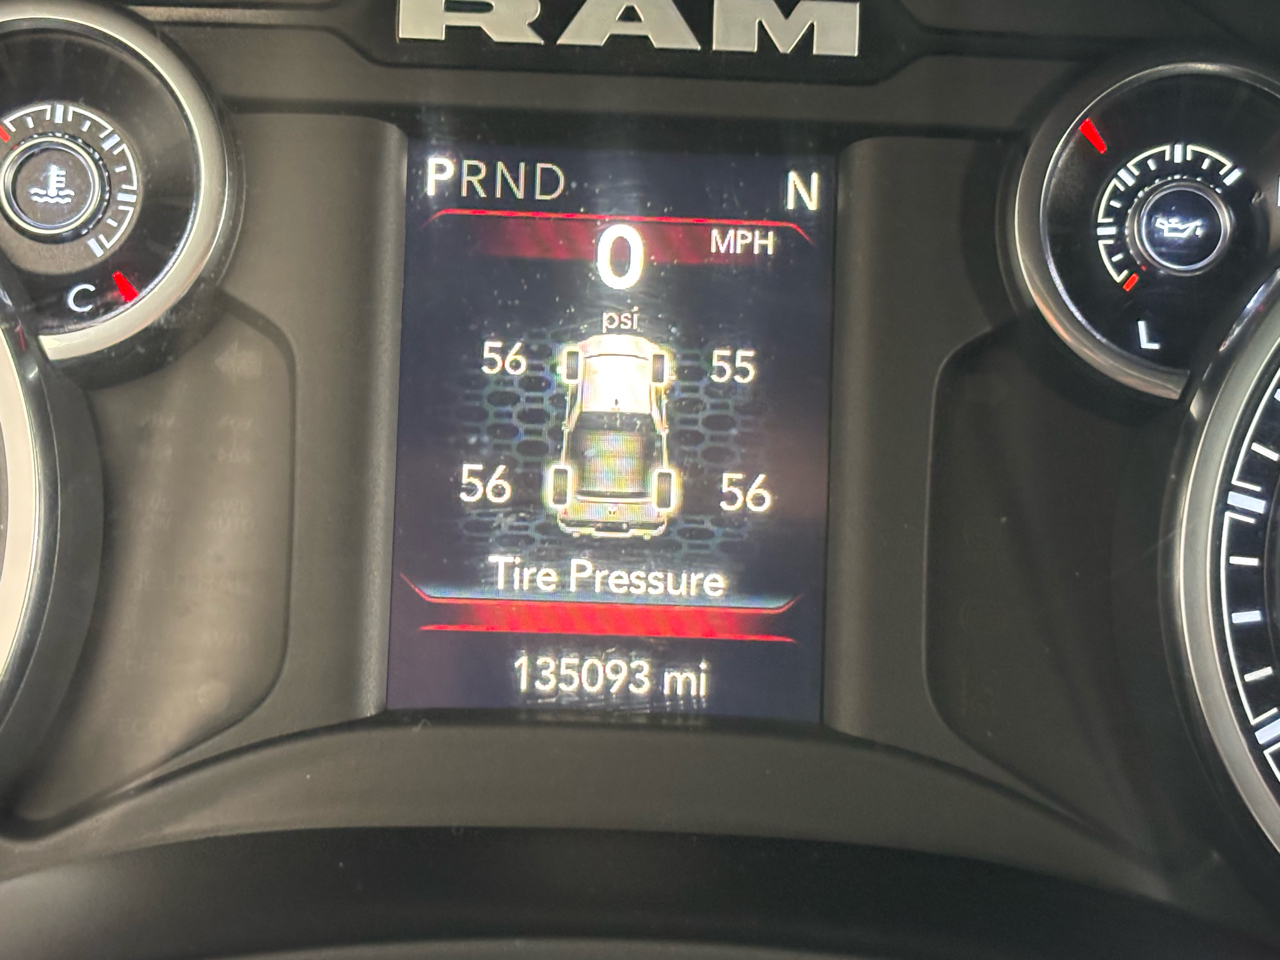 RAM
PRND N
0 MPH
psi
56 55
56 56
Tire Pressure
135093 mi
C
L